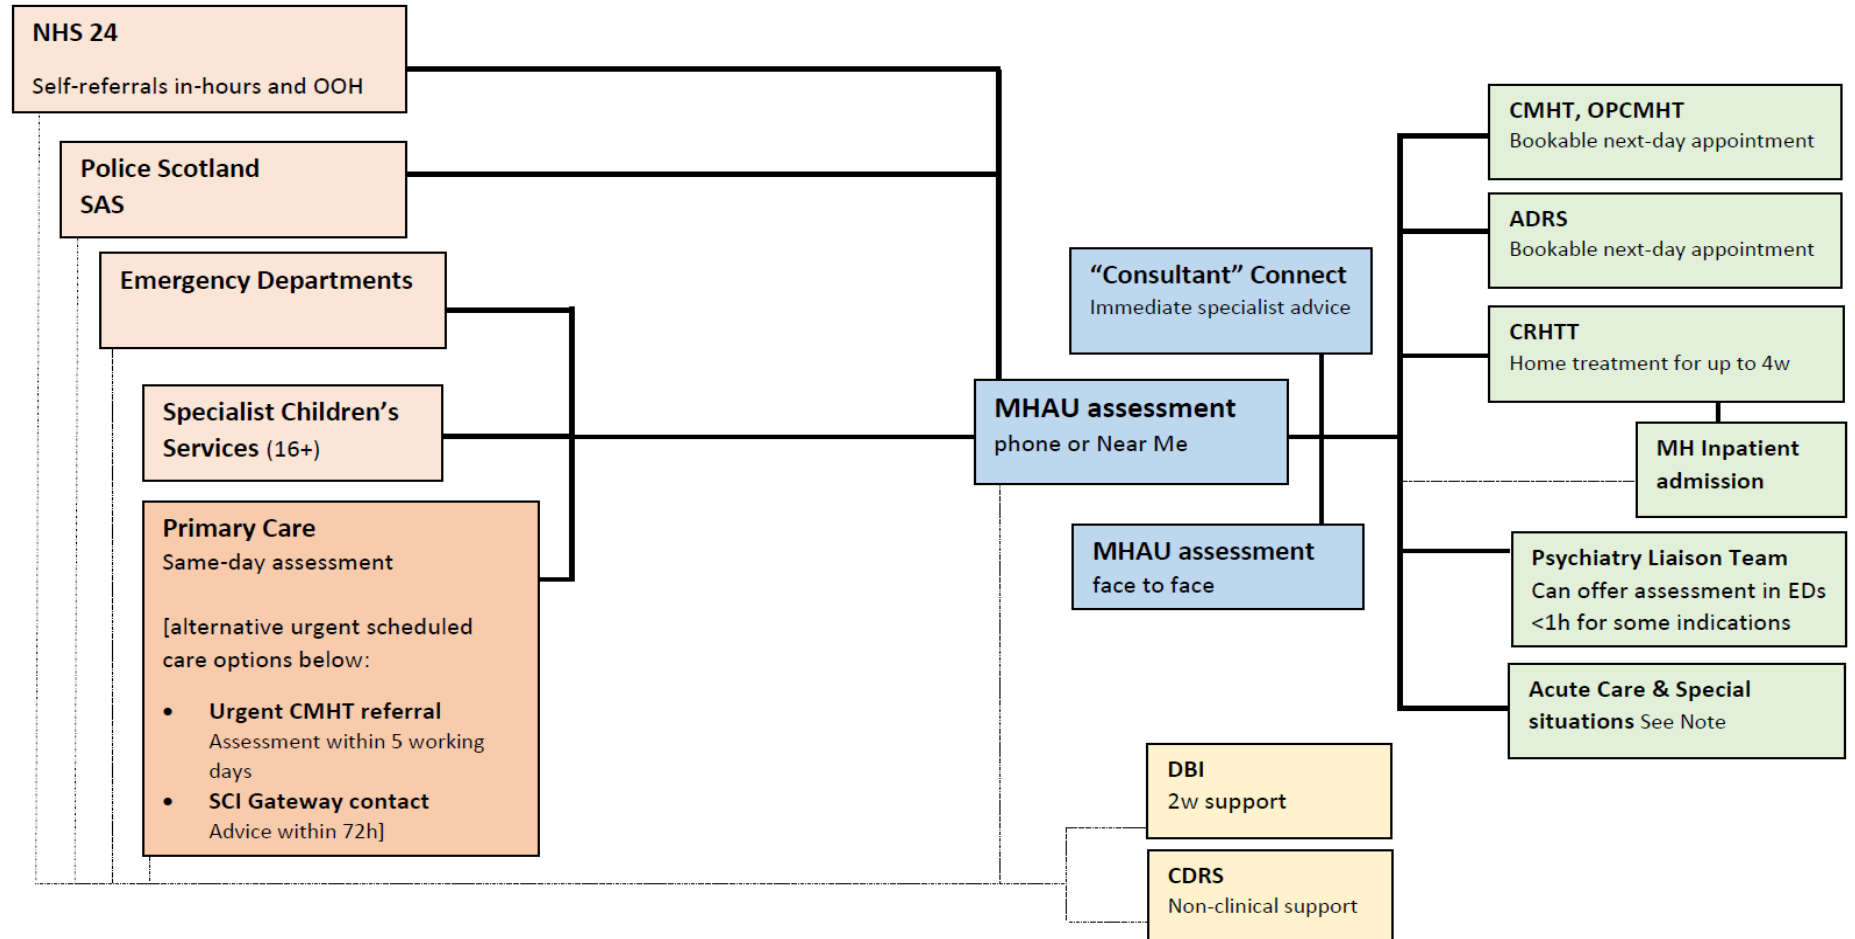 NHS 24
Self-referrals in-hours and OOH
Police Scotland
SAS
Emergency Departments
Specialist Children’s
Services (16+)
Primary Care
Same-day assessment
[alternative urgent scheduled
care options below:
• Urgent CMHT referral
Assessment within 5 working
days
• SCI Gateway contact
Advice within 72h]
“Consultant” Connect
Immediate specialist advice
MHAU assessment
phone or Near Me
MHAU assessment
face to face
DBI
2w support
CDRS
Non-clinical support
CMHT, OPCMHT
Bookable next-day appointment
ADRS
Bookable next-day appointment
CRHTT
Home treatment for up to 4w
MH Inpatient
admission
Psychiatry Liaison Team
Can offer assessment in EDs
<1h for some indications
Acute Care & Special
situations See Note